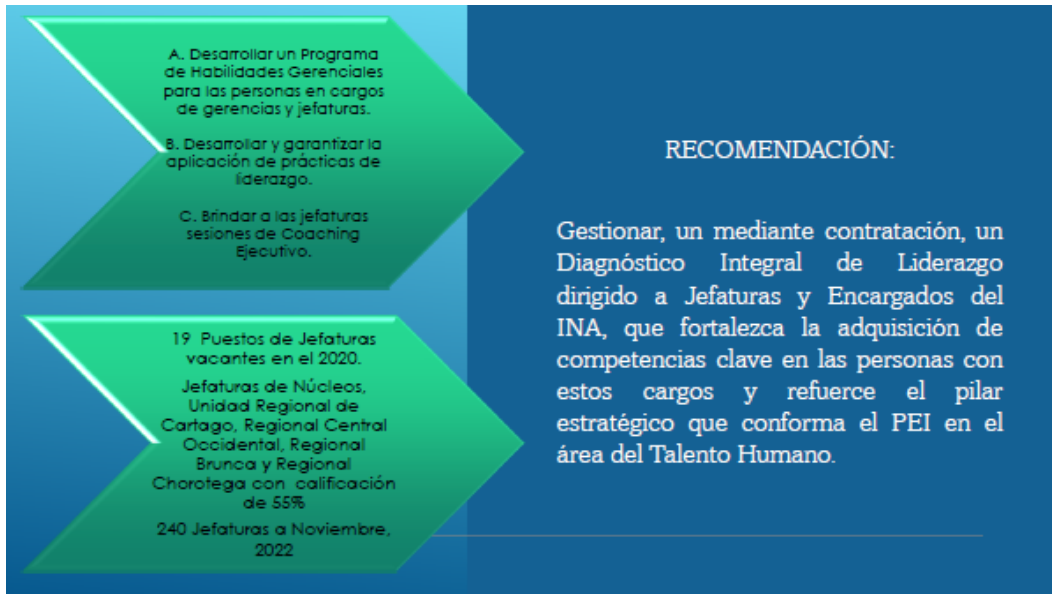 A. Desarrollar un Programa
de Habilidades Gerenciales
para las personas en cargos
de gerencias y jefaturas.
B. Desarrollar y garantizar la
aplicación de prácticas de
liderazgo.
C. Brindar a las jefaturas
sesiones de Coaching
Ejecutivo.
19 Puestos de Jefaturas
vacantes en el 2020.
Jefaturas de Núcleos,
Unidad Regional de
Cartago, Regional Central
Occidental, Regional
Brunca y Regional
Chorotega con calificación
de 55%
240 Jefaturas a Noviembre,
2022
RECOMENDACIÓN:
Gestionar, un mediante contratación, un
Diagnóstico Integral de Liderazgo
dirigido a Jefaturas y Encargados del
INA, que fortalezca la adquisición de
competencias clave en las personas con
estos cargos y refuerce el pilar
estratégico que conforma el PEI en el
área del Talento Humano.